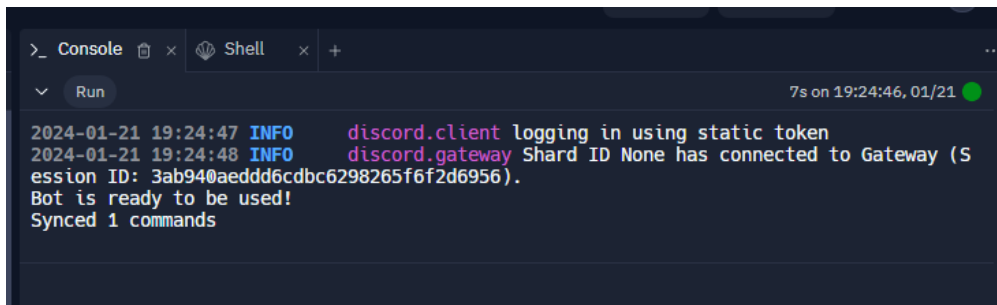 >_ Console × Shell × + ..
Run 7s on 19:24:46, 01/21
2024-01-21 19:24:47 INFO discord.client logging in using static token
2024-01-21 19:24:48 INFO discord.gateway Shard ID None has connected to Gateway (S
ession ID: 3ab940aeddd6cdbc6298265f6f2d6956).
Bot is ready to be used!
Synced 1 commands